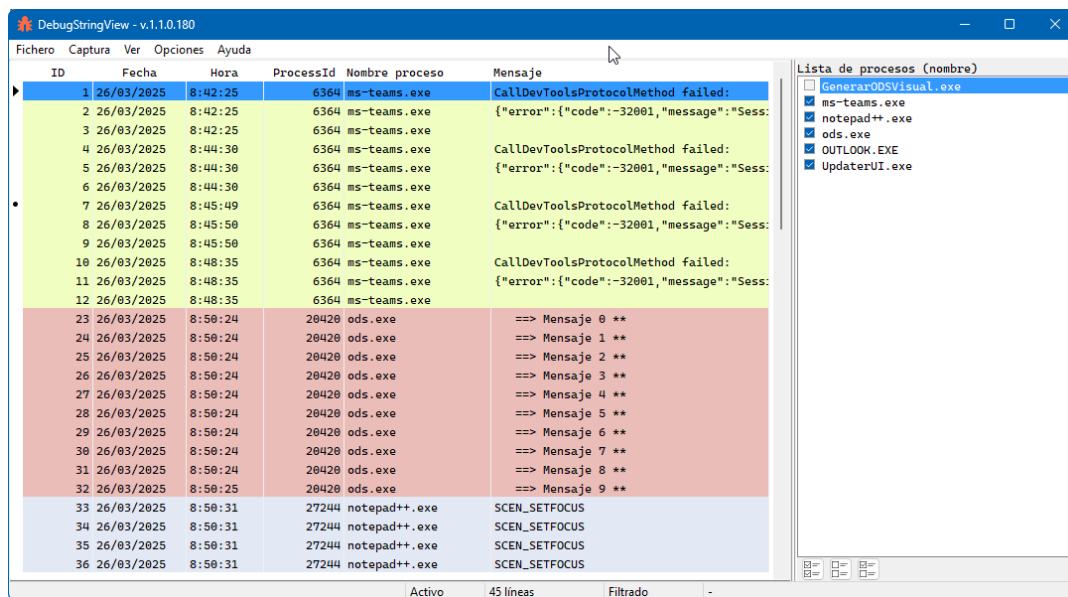 DebugStringView - v.1.1.0.180
Fichero Captura Ver Opciones Ayuda
ID Fecha Hora ProcessId Nombre proceso Mensaje
1 26/03/2025 8:42:25 6364 ms-teams.exe CallDevToolsProtocolMethod failed:
2 26/03/2025 8:42:25 6364 ms-teams.exe {"error":{"code":-32001,"message":"Sess:
3 26/03/2025 8:42:25 6364 ms-teams.exe
4 26/03/2025 8:44:30 6364 ms-teams.exe CallDevToolsProtocolMethod failed:
5 26/03/2025 8:44:30 6364 ms-teams.exe {"error":{"code":-32001,"message":"Sess:
6 26/03/2025 8:44:30 6364 ms-teams.exe
7 26/03/2025 8:45:49 6364 ms-teams.exe CallDevToolsProtocolMethod failed:
8 26/03/2025 8:45:50 6364 ms-teams.exe {"error":{"code":-32001,"message":"Sess:
9 26/03/2025 8:45:50 6364 ms-teams.exe
10 26/03/2025 8:48:35 6364 ms-teams.exe CallDevToolsProtocolMethod failed:
11 26/03/2025 8:48:35 6364 ms-teams.exe {"error":{"code":-32001,"message":"Sess:
12 26/03/2025 8:48:35 6364 ms-teams.exe
23 26/03/2025 8:50:24 20420 ods.exe ==> Mensaje 0 **
24 26/03/2025 8:50:24 20420 ods.exe ==> Mensaje 1 **
25 26/03/2025 8:50:24 20420 ods.exe ==> Mensaje 2 **
26 26/03/2025 8:50:24 20420 ods.exe ==> Mensaje 3 **
27 26/03/2025 8:50:24 20420 ods.exe ==> Mensaje 4 **
28 26/03/2025 8:50:24 20420 ods.exe ==> Mensaje 5 **
29 26/03/2025 8:50:24 20420 ods.exe ==> Mensaje 6 **
30 26/03/2025 8:50:24 20420 ods.exe ==> Mensaje 7 **
31 26/03/2025 8:50:24 20420 ods.exe ==> Mensaje 8 **
32 26/03/2025 8:50:25 20420 ods.exe ==> Mensaje 9 **
33 26/03/2025 8:50:31 27244 notepad++.exe SCEN_SETFOCUS
34 26/03/2025 8:50:31 27244 notepad++.exe SCEN_SETFOCUS
35 26/03/2025 8:50:31 27244 notepad++.exe SCEN_SETFOCUS
36 26/03/2025 8:50:31 27244 notepad++.exe SCEN_SETFOCUS
Lista de procesos (nombre)
GenerarODSVisual.exe
ms-teams.exe
notepad++.exe
ods.exe
OUTLOOK.EXE
UpdaterUI.exe
Activo 45 líneas Filtrado -